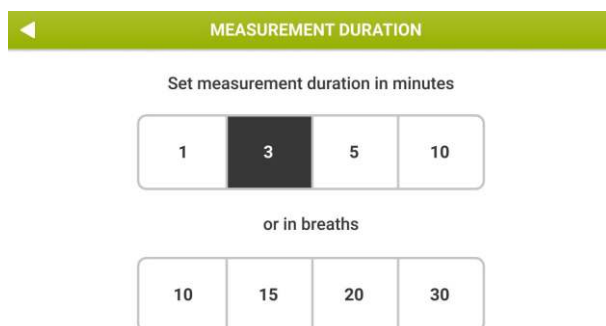 MEASUREMENT DURATION
Set measurement duration in minutes
1 3 5 10
or in breaths
10 15 20 30